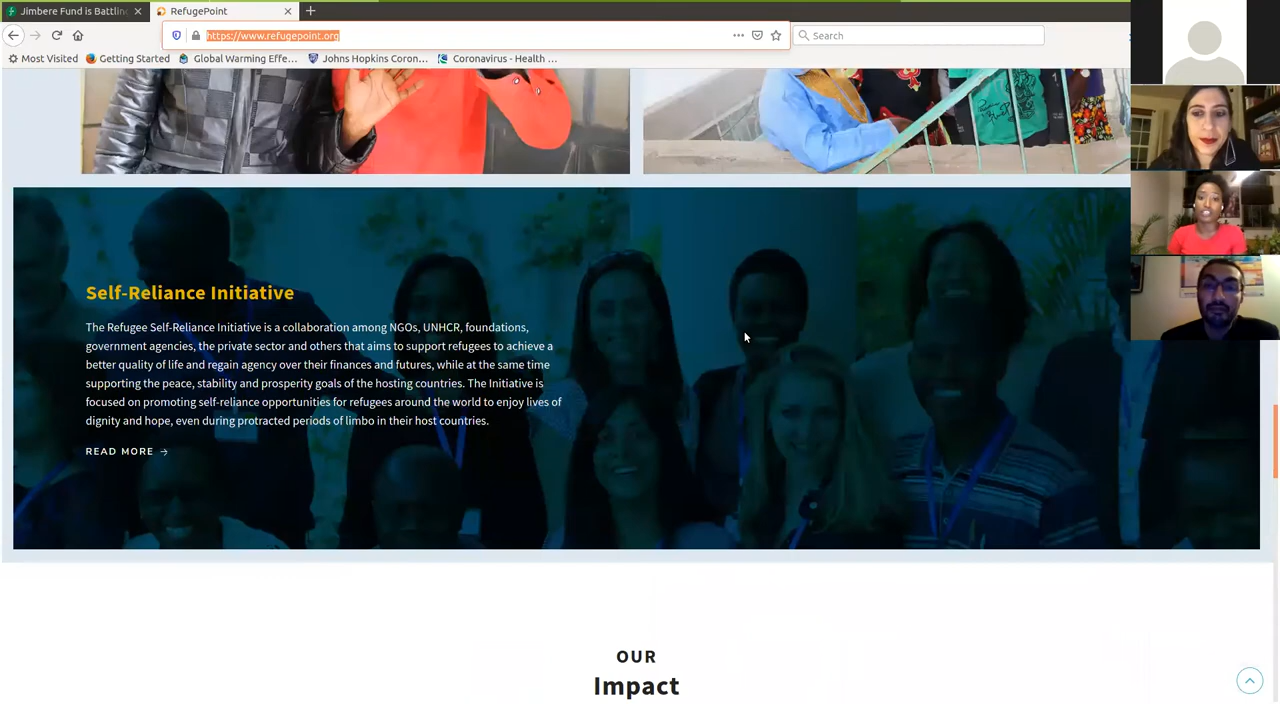 Jimbere Fund is Battlin
RefugePoint
https://www.refugepoint.org
Search
Most Visited
Getting Started
Global Warming Effe...
Johns Hopkins Coron...
Coronavirus - Health ...
Self-Reliance Initiative
The Refugee Self-Reliance Initiative is a collaboration among NGOs, UNHCR, foundations,
government agencies, the private sector and others that aims to support refugees to achieve a
better quality of life and regain agency over their finances and futures, while at the same time
supporting the peace, stability and prosperity goals of the hosting countries. The Initiative is
focused on promoting self-reliance opportunities for refugees around the world to enjoy lives of
dignity and hope, even during protracted periods of limbo in their host countries.
READ MORE →
OUR
Impact